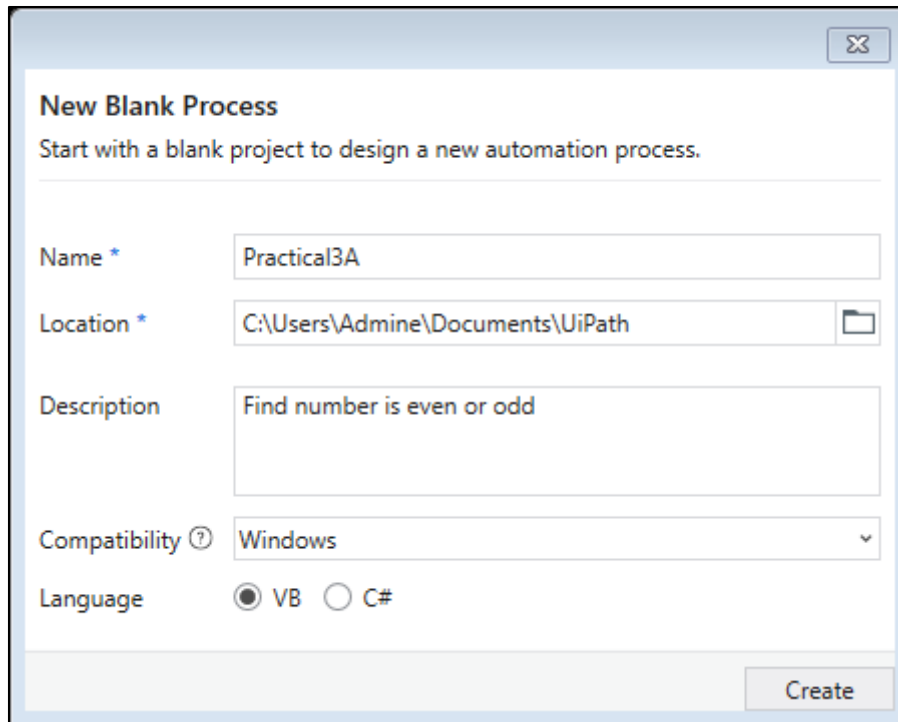 New Blank Process
Start with a blank project to design a new automation process.
Name *
Practical3A
Location *
C:\Users\Admine\Documents\UiPath
Description
Find number is even or odd
Compatibility ?
Windows
Language
VB
C#
Create